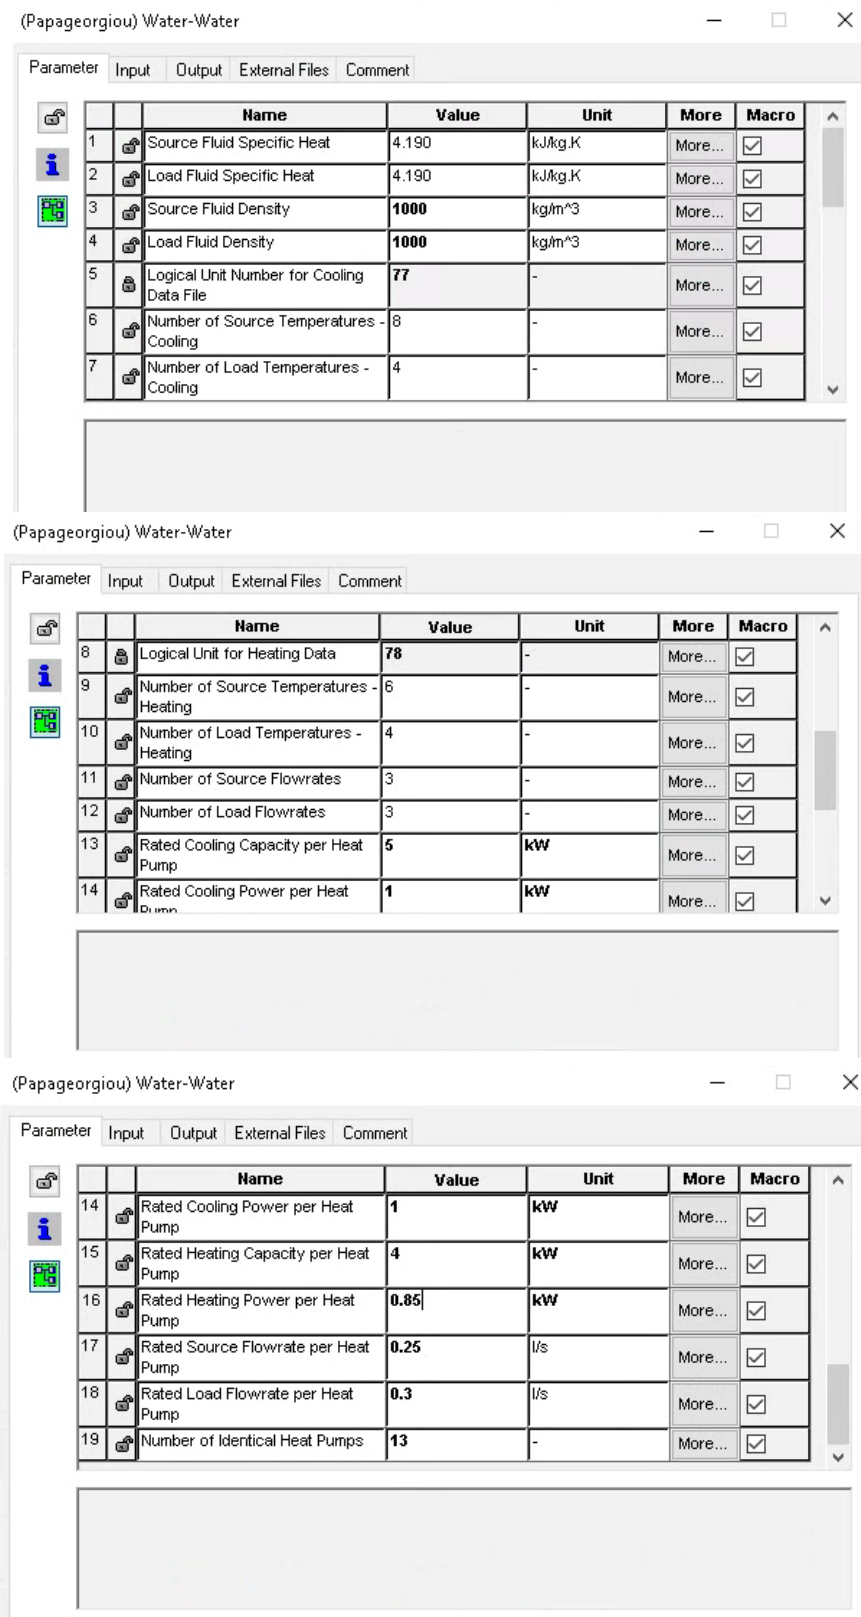 (Papageorgiou) Water-Water
Parameter Input Output External Files Comment
Name Value Unit More Macro
1 Source Fluid Specific Heat 4.190 kJ/kg.K More...
2 Load Fluid Specific Heat 4.190 kJ/kg.K More...
3 Source Fluid Density 1000 kg/m^3 More...
4 Load Fluid Density 1000 kg/m^3 More...
5 Logical Unit Number for Cooling 77 - More...
Data File
6 Number of Source Temperatures - 8 - More...
Cooling
7 Number of Load Temperatures - 4 - More...
Cooling
(Papageorgiou) Water-Water
Parameter Input Output External Files Comment
Name Value Unit More Macro
8 Logical Unit for Heating Data 78 - More...
9 Number of Source Temperatures - 6 - More...
Heating
10 Number of Load Temperatures - 4 - More...
Heating
11 Number of Source Flowrates 3 - More...
12 Number of Load Flowrates 3 - More...
13 Rated Cooling Capacity per Heat 5 kW More...
Pump
14 Rated Cooling Power per Heat 1 kW More...
Pump
(Papageorgiou) Water-Water
Parameter Input Output External Files Comment
Name Value Unit More Macro
14 Rated Cooling Power per Heat 1 kW More...
Pump
15 Rated Heating Capacity per Heat 4 kW More...
Pump
16 Rated Heating Power per Heat 0.85 kW More...
Pump
17 Rated Source Flowrate per Heat 0.25 l/s More...
Pump
18 Rated Load Flowrate per Heat 0.3 l/s More...
Pump
19 Number of Identical Heat Pumps 13 - More...